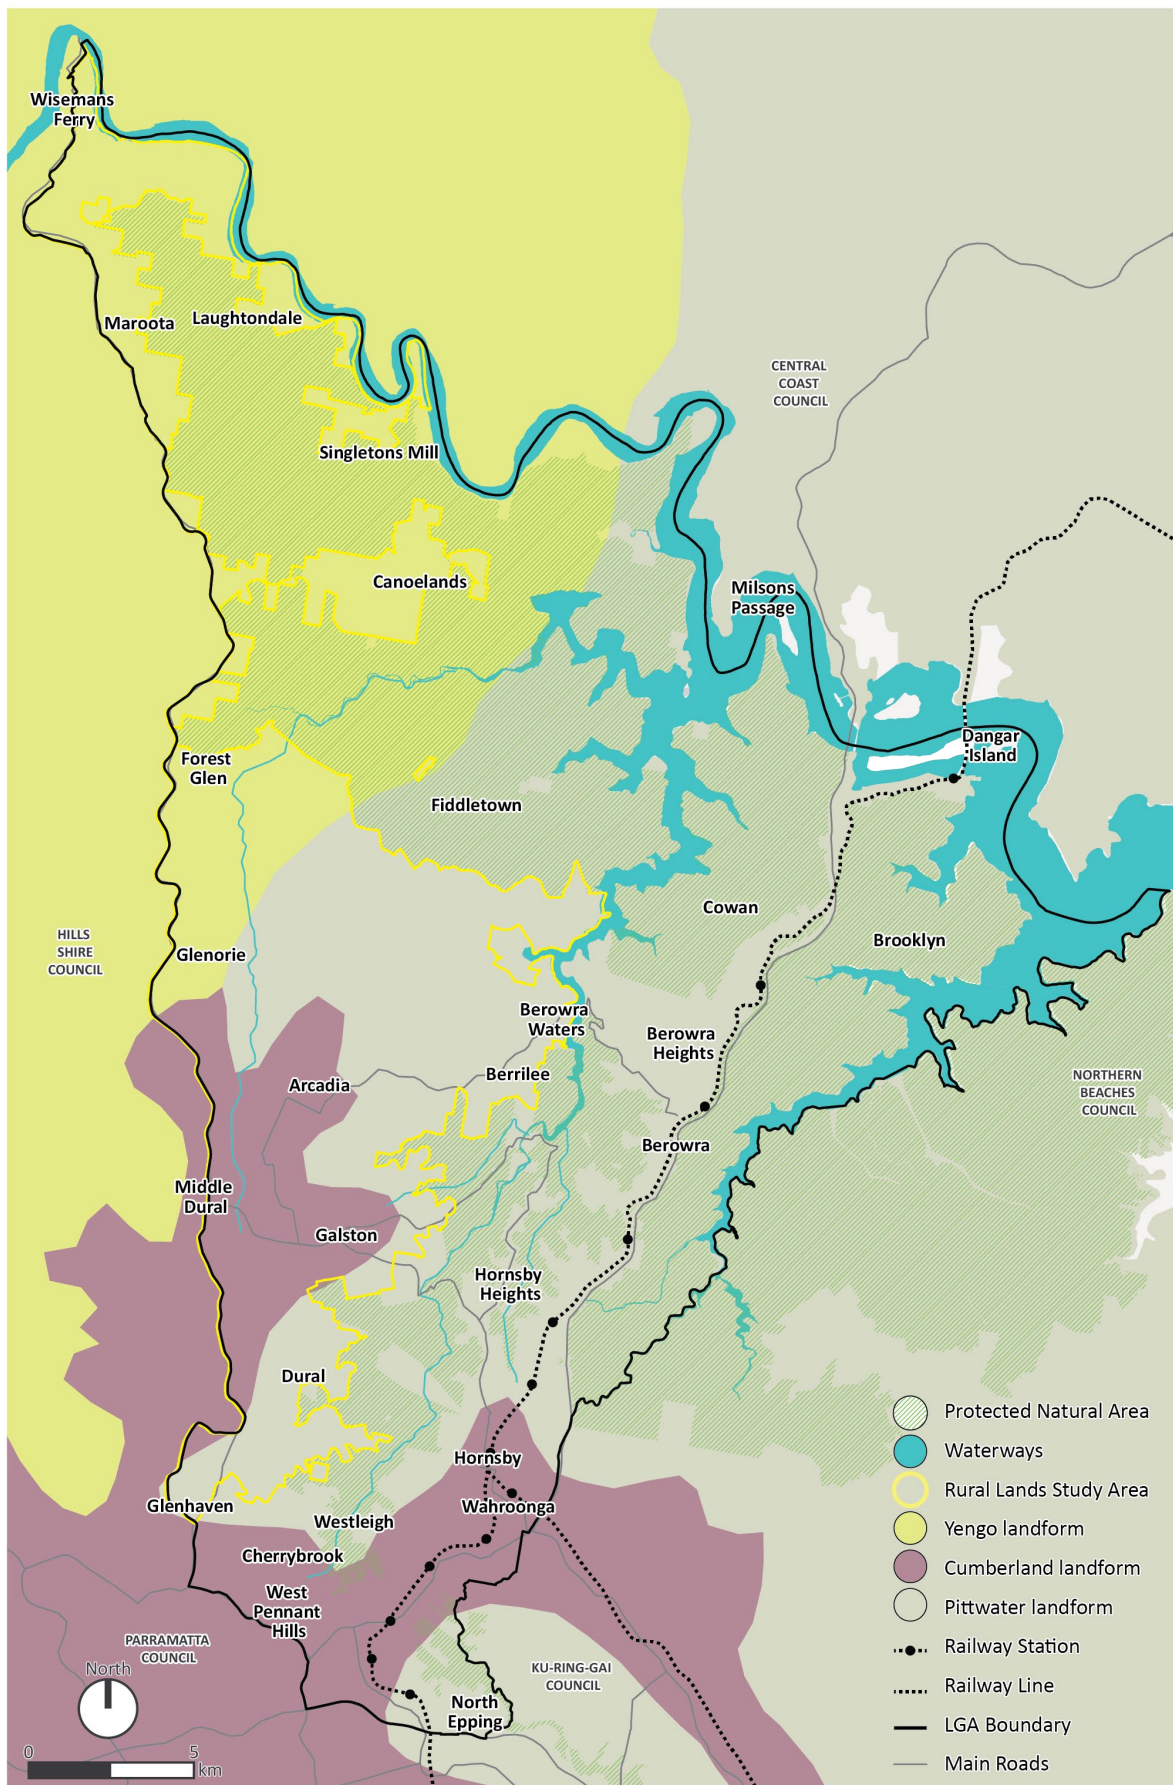 Wisemans
Ferry
Maroota
Laughtondale
CENTRAL
COAST
COUNCIL
Singletons Mill
Canoelands
Milsons
Passage
Dangar
Island
Forest
Glen
Fiddletown
Cowan
Brooklyn
HILLS
SHIRE
COUNCIL
Glenorie
Berowra
Waters
Berowra
Heights
Arcadia
Berrilee
NORTHERN
BEACHES
COUNCIL
Berowra
Middle
Dural
Galston
Hornsby
Heights
Dural
Hornsby
Wahroonga
Glenhaven
Westleigh
Cherrybrook
West
Pennant
Hills
PARRAMATTA
COUNCIL
KU-RING-GAI
COUNCIL
North
Epping
North
0 5
km
Protected Natural Area
Waterways
Rural Lands Study Area
Yengo landform
Cumberland landform
Pittwater landform
Railway Station
Railway Line
LGA Boundary
Main Roads